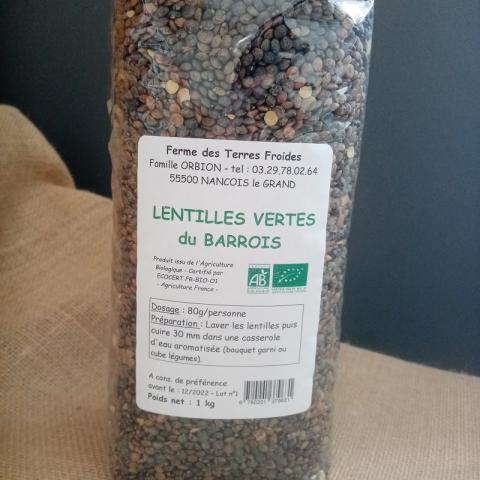 Ferme des Terres Froides
Famille ORBION - tel : 03.29.78.02.64
55500 NANCOIS le GRAND
LENTILLES VERTES
du BARROIS
Produit issu de l'Agriculture
Biologique - Certifié par
ECOCERT FR-BIO-01
- Agriculture France -
AB
Dosage : 80g/personne
Préparation : Laver les lentilles puis
cuire 30 mm dans une casserole
d'eau aromatisée (bouquet garni ou
cube légumes).
A cons. de préférence
avant le : 12/2022 - Lot n°1
Poids net : 1 kg